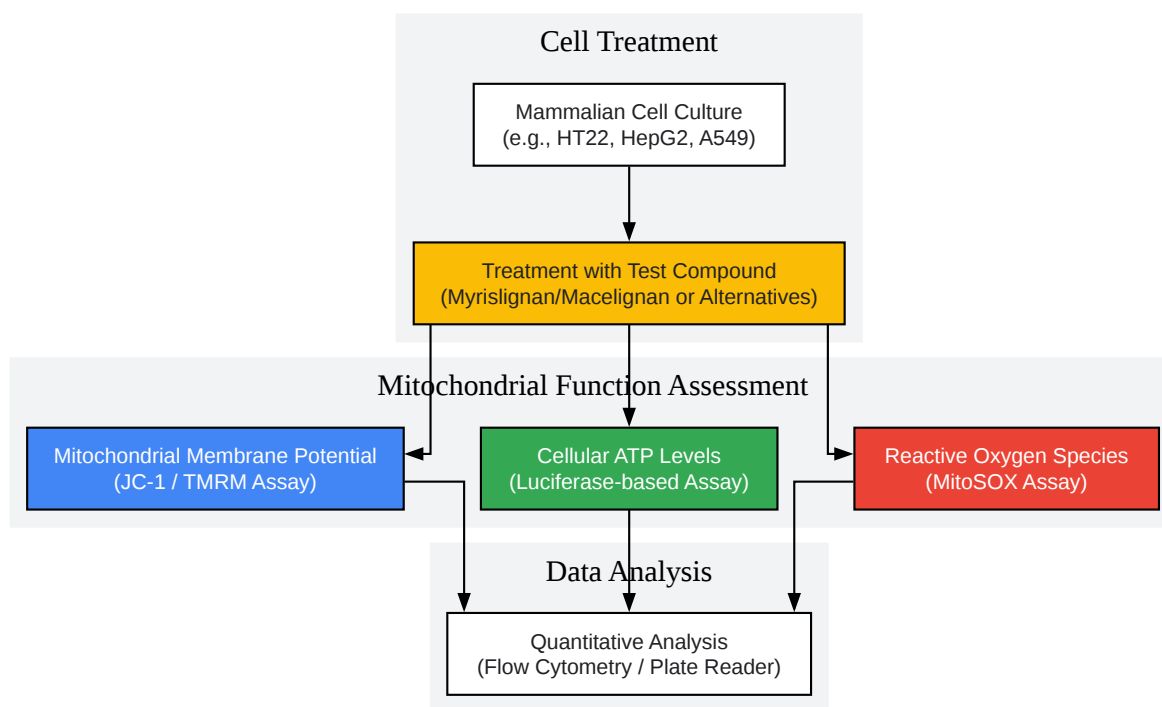 Cell Treatment
Mammalian Cell Culture
(e.g., HT22, HepG2, A549)
Treatment with Test Compound
(Myrislignan/Macelignan or Alternatives)
Mitochondrial Function Assessment
Mitochondrial Membrane Potential
(JC-1 / TMRM Assay)
Cellular ATP Levels
(Luciferase-based Assay)
Reactive Oxygen Species
(MitoSOX Assay)
Data Analysis
Quantitative Analysis
(Flow Cytometry / Plate Reader)